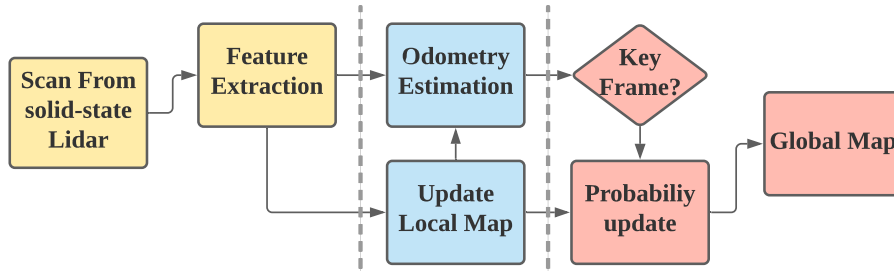 Scan From
solid-state
Lidar
Feature
Extraction
Odometry
Estimation
Update
Local Map
Key
Frame?
Probabiliy
update
Global Map